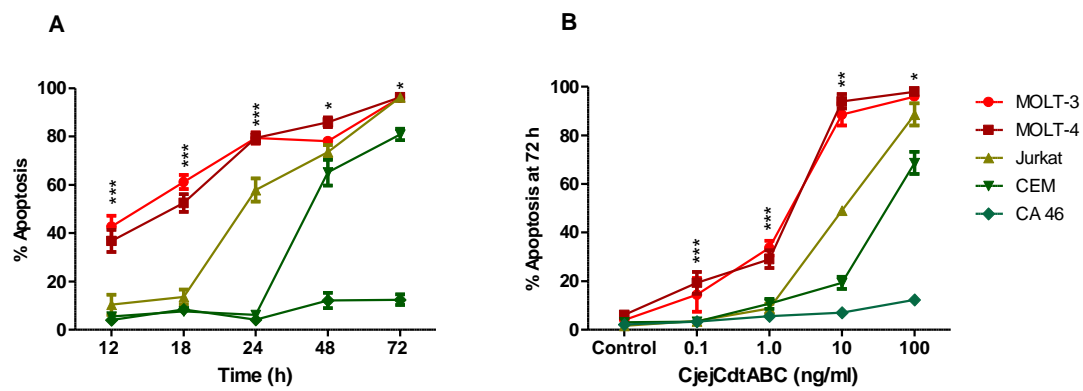 A
% Apoptosis
100
80
60
40
20
0
***
***
***
*
*
12 18 24 48 72
Time (h)
B
% Apoptosis at 72 h
100
80
60
40
20
0
***
***
**
*
Control 0.1 1.0 10 100
CjejCdtABC (ng/ml)
MOLT-3
MOLT-4
Jurkat
CEM
CA 46